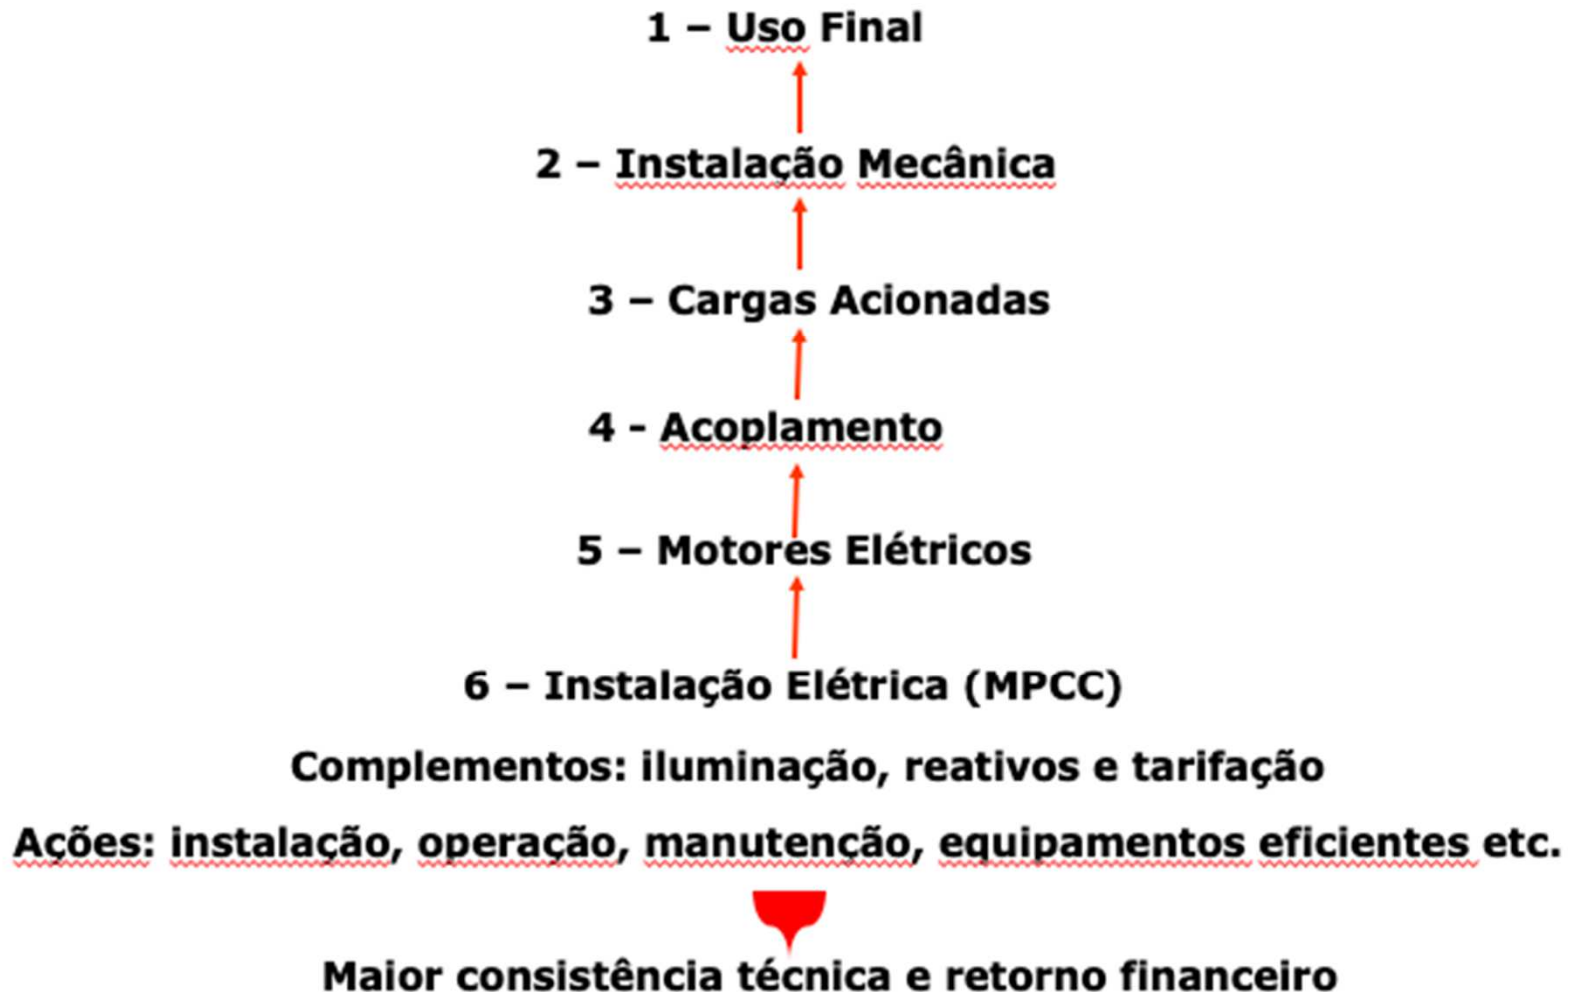 1 – Uso Final
2 – Instalação Mecânica
3 – Cargas Acionadas
4 - Acoplamento
5 – Motores Elétricos
6 – Instalação Elétrica (MPCC)
Complementos: iluminação, reativos e tarifação
Ações: instalação, operação, manutenção, equipamentos eficientes etc.
Maior consistência técnica e retorno financeiro